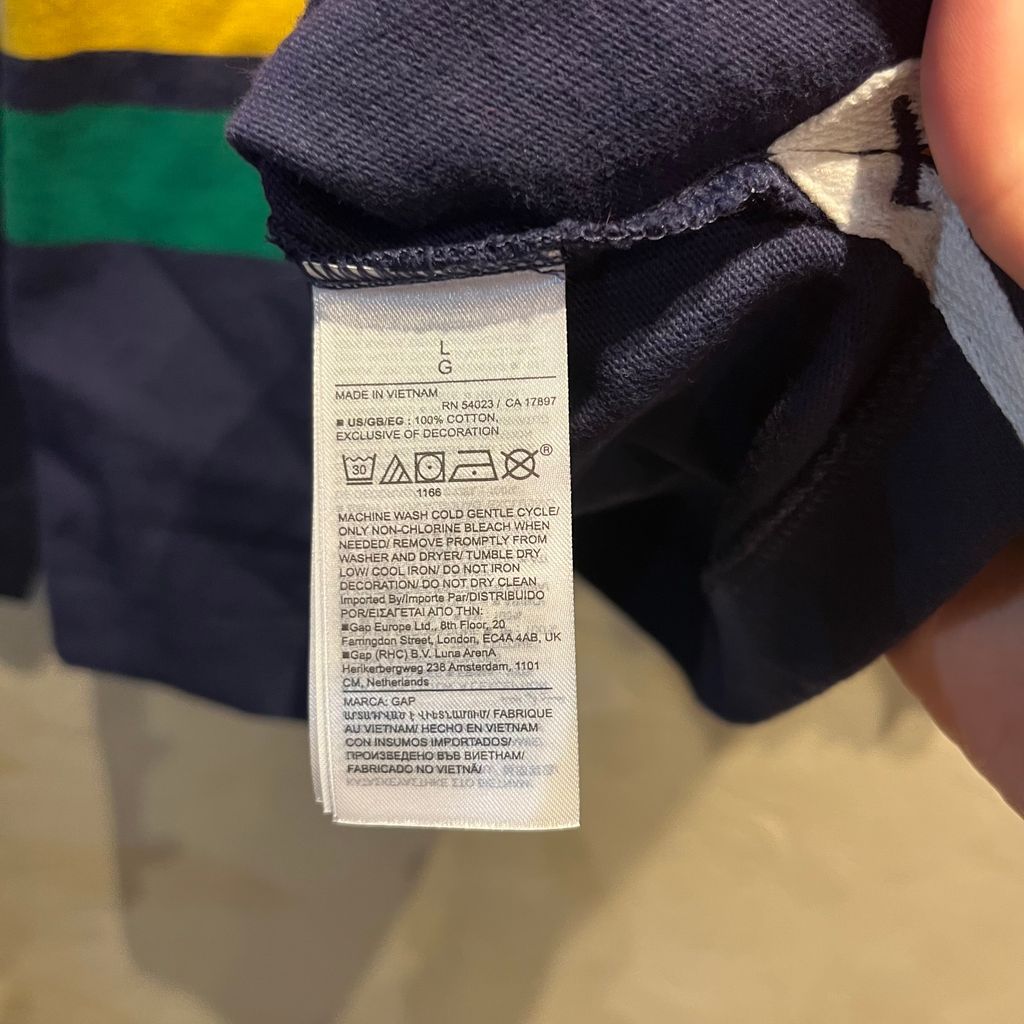 L
G
MADE IN VIETNAM
RN 54023 / CA 17897
■ US/GB/EG : 100% COTTON,
EXCLUSIVE OF DECORATION
30
®
1166
MACHINE WASH COLD GENTLE CYCLE/
ONLY NON-CHLORINE BLEACH WHEN
NEEDED/ REMOVE PROMPTLY FROM
WASHER AND DRYER/ TUMBLE DRY
LOW/ COOL IRON/ DO NOT IRON
DECORATION/ DO NOT DRY CLEAN
Imported By/Importe Par/DISTRIBUIDO
POR/ΕΙΣΑΓΕΤΑΙ ΑΠΟ ΤΗΝ:
■Gap Europe Ltd., 8th Floor, 20
Farringdon Street, London, EC4A 4AB, UK
■Gap (RHC) B.V. Luna ArenA
Herikerbergweg 238 Amsterdam, 1101
CM, Netherlands
MARCA: GAP
ԱՐՏԱԴՐՎԱԾ Է ՎԻԵՏՆԱՄՈՒՄ/ FABRIQUE
AU VIETNAM/ HECHO EN VIETNAM
CON INSUMOS IMPORTADOS/
ПРОИЗВЕДЕНО ВЪВ ВИЕТНАМ/
FABRICADO NO VIETNÃ/